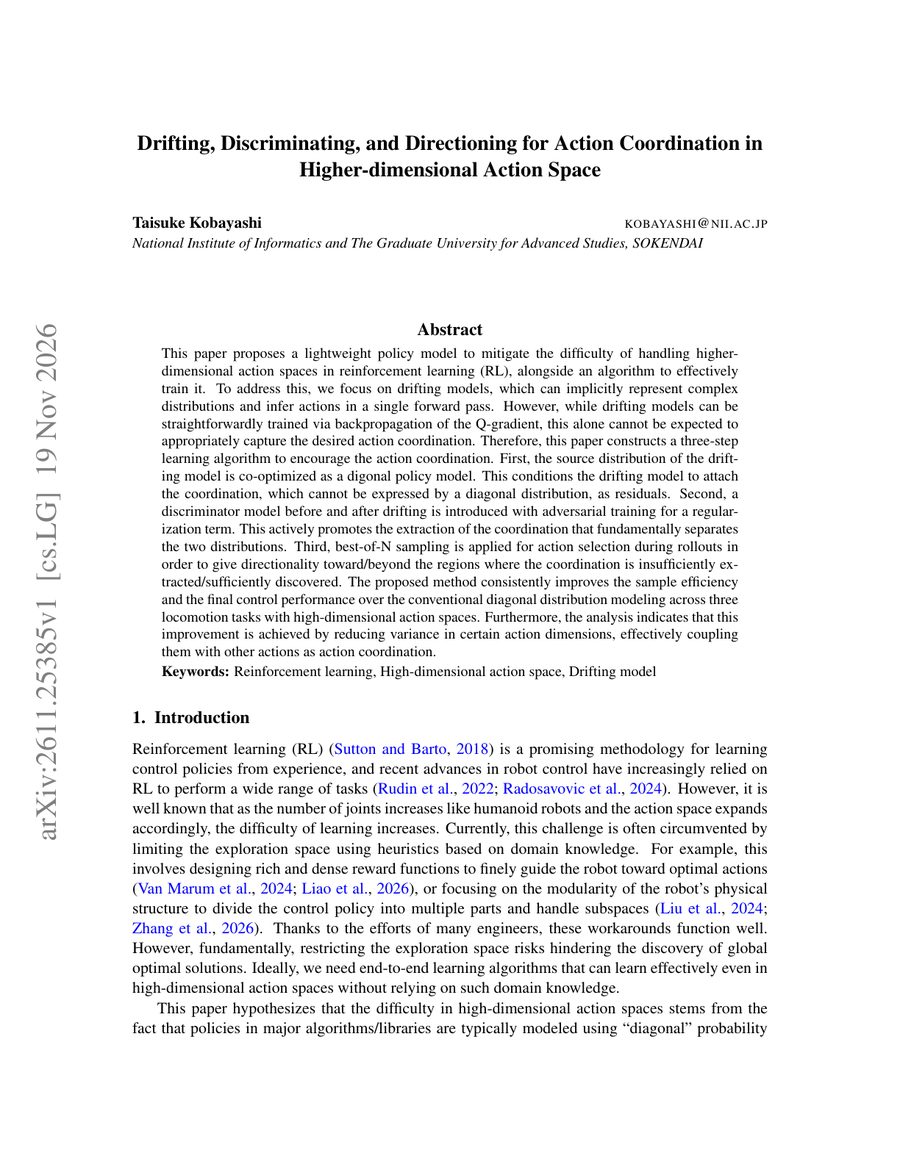 Drifting, Discriminating, and Directioning for Action Coordination in
Higher-dimensional Action Space
Taisuke Kobayashi KOBAYASHI@NII.AC.JP
National Institute of Informatics and The Graduate University for Advanced Studies, SOKENDAI
arXiv:2611.25385v1 [cs.LG] 19 Nov 2026
Abstract
This paper proposes a lightweight policy model to mitigate the difficulty of handling higher-
dimensional action spaces in reinforcement learning (RL), alongside an algorithm to effectively
train it. To address this, we focus on drifting models, which can implicitly represent complex
distributions and infer actions in a single forward pass. However, while drifting models can be
straightforwardly trained via backpropagation of the Q-gradient, this alone cannot be expected to
appropriately capture the desired action coordination. Therefore, this paper constructs a three-step
learning algorithm to encourage the action coordination. First, the source distribution of the drift-
ing model is co-optimized as a digonal policy model. This conditions the drifting model to attach
the coordination, which cannot be expressed by a diagonal distribution, as residuals. Second, a
discriminator model before and after drifting is introduced with adversarial training for a regular-
ization term. This actively promotes the extraction of the coordination that fundamentally separates
the two distributions. Third, best-of-N sampling is applied for action selection during rollouts in
order to give directionality toward/beyond the regions where the coordination is insufficiently ex-
tracted/sufficiently discovered. The proposed method consistently improves the sample efficiency
and the final control performance over the conventional diagonal distribution modeling across three
locomotion tasks with high-dimensional action spaces. Furthermore, the analysis indicates that this
improvement is achieved by reducing variance in certain action dimensions, effectively coupling
them with other actions as action coordination.
Keywords: Reinforcement learning, High-dimensional action space, Drifting model
1. Introduction
Reinforcement learning (RL) (Sutton and Barto, 2018) is a promising methodology for learning
control policies from experience, and recent advances in robot control have increasingly relied on
RL to perform a wide range of tasks (Rudin et al., 2022; Radosavovic et al., 2024). However, it is
well known that as the number of joints increases like humanoid robots and the action space expands
accordingly, the difficulty of learning increases. Currently, this challenge is often circumvented by
limiting the exploration space using heuristics based on domain knowledge. For example, this
involves designing rich and dense reward functions to finely guide the robot toward optimal actions
(Van Marum et al., 2024; Liao et al., 2026), or focusing on the modularity of the robot's physical
structure to divide the control policy into multiple parts and handle subspaces (Liu et al., 2024;
Zhang et al., 2026). Thanks to the efforts of many engineers, these workarounds function well.
However, fundamentally, restricting the exploration space risks hindering the discovery of global
optimal solutions. Ideally, we need end-to-end learning algorithms that can learn effectively even in
high-dimensional action spaces without relying on such domain knowledge.
This paper hypothesizes that the difficulty in high-dimensional action spaces stems from the
fact that policies in major algorithms/libraries are typically modeled using “diagonal” probability